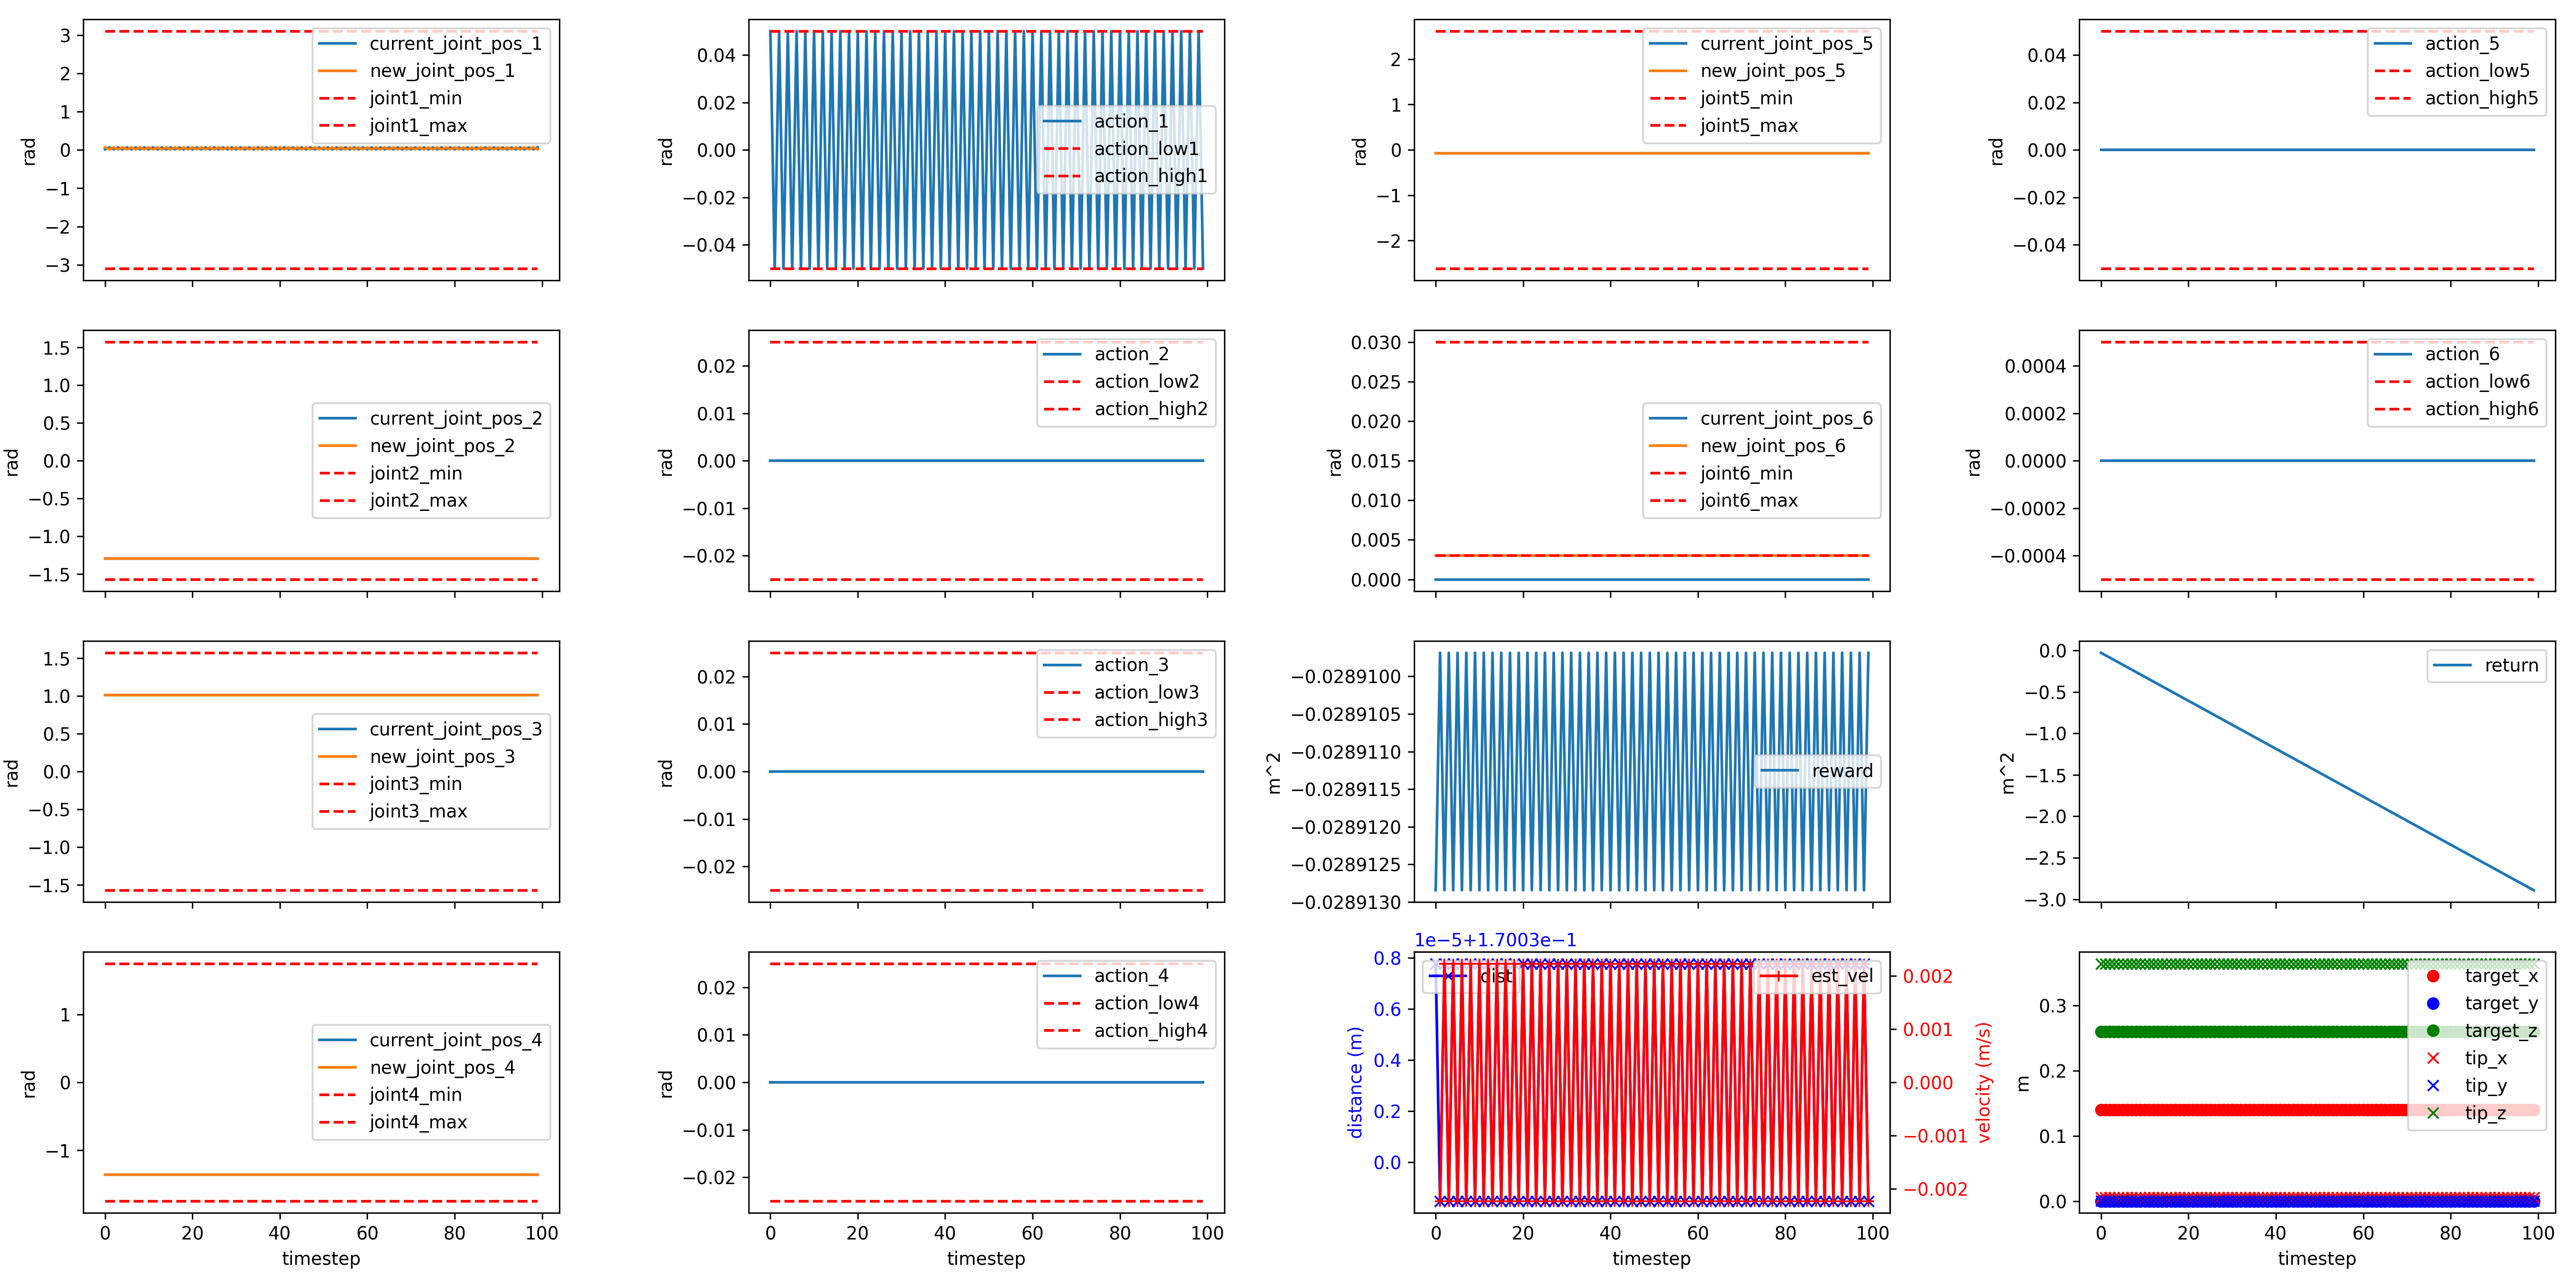 3
2
1
0
−1
−2
−3
rad
current_joint_pos_1
new_joint_pos_1
joint1_min
joint1_max
0.04
0.02
0.00
−0.02
−0.04
rad
action_1
action_low1
action_high1
2
1
0
−1
−2
rad
current_joint_pos_5
new_joint_pos_5
joint5_min
joint5_max
0.04
0.02
0.00
−0.02
−0.04
rad
action_5
action_low5
action_high5
1.5
1.0
0.5
0.0
−0.5
−1.0
−1.5
rad
current_joint_pos_2
new_joint_pos_2
joint2_min
joint2_max
0.02
0.01
0.00
−0.01
−0.02
rad
action_2
action_low2
action_high2
0.030
0.025
0.020
0.015
0.010
0.005
0.000
rad
current_joint_pos_6
new_joint_pos_6
joint6_min
joint6_max
0.0004
0.0002
0.0000
−0.0002
−0.0004
rad
action_6
action_low6
action_high6
1.5
1.0
0.5
0.0
−0.5
−1.0
−1.5
rad
current_joint_pos_3
new_joint_pos_3
joint3_min
joint3_max
0.02
0.01
0.00
−0.01
−0.02
rad
action_3
action_low3
action_high3
−0.0289100
−0.0289105
−0.0289110
−0.0289115
−0.0289120
−0.0289125
−0.0289130
m^2
reward
0.0
−0.5
−1.0
−1.5
−2.0
−2.5
−3.0
m^2
return
1
0
−1
rad
current_joint_pos_4
new_joint_pos_4
joint4_min
joint4_max
0 20 40 60 80 100
timestep
0.02
0.01
0.00
−0.01
−0.02
rad
action_4
action_low4
action_high4
0 20 40 60 80 100
timestep
1e−5+1.7003e−1
0.8
0.6
0.4
0.2
0.0
distance (m)
dist
est_vel
0.002
0.001
0.000
−0.001
−0.002
velocity (m/s)
0 20 40 60 80 100
timestep
0.3
0.2
0.1
0.0
m
target_x
target_y
target_z
tip_x
tip_y
tip_z
0 20 40 60 80 100
timestep